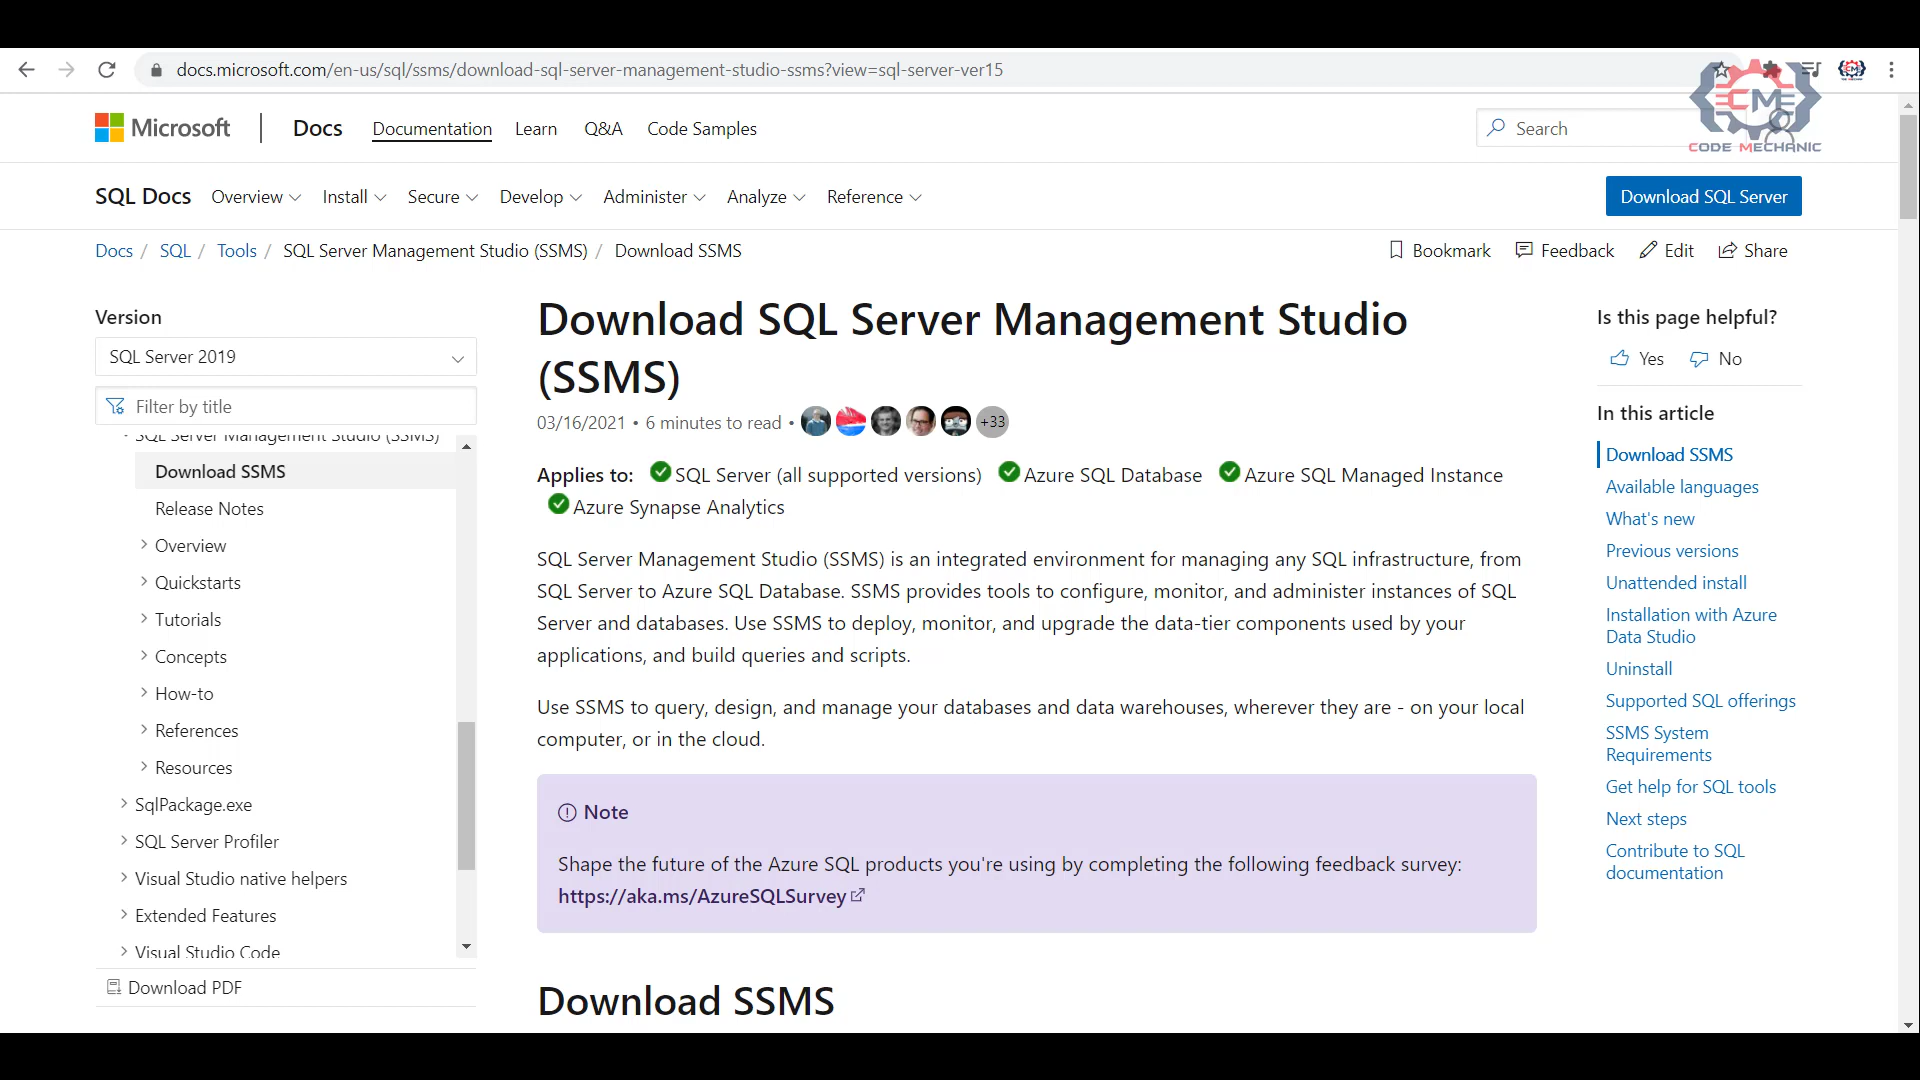 docs.microsoft.com/en-us/sql/ssms/download-sql-server-management-studio-ssms?view=sql-server-ver15
Microsoft | Docs Documentation Learn Q&A Code Samples Search
CODE MECHANIC
SQL Docs Overview Install Secure Develop Administer Analyze Reference Download SQL Server
Docs / SQL / Tools / SQL Server Management Studio (SSMS) / Download SSMS Bookmark Feedback Edit Share
Version
SQL Server 2019
Filter by title
SQL Server Management Studio (SSMS)
Download SSMS
Release Notes
Overview
Quickstarts
Tutorials
Concepts
How-to
References
Resources
SqlPackage.exe
SQL Server Profiler
Visual Studio native helpers
Extended Features
Visual Studio Code
Download PDF
Download SQL Server Management Studio
(SSMS)
03/16/2021 • 6 minutes to read • +33
Applies to: SQL Server (all supported versions) Azure SQL Database Azure SQL Managed Instance
Azure Synapse Analytics
SQL Server Management Studio (SSMS) is an integrated environment for managing any SQL infrastructure, from
SQL Server to Azure SQL Database. SSMS provides tools to configure, monitor, and administer instances of SQL
Server and databases. Use SSMS to deploy, monitor, and upgrade the data-tier components used by your
applications, and build queries and scripts.
Use SSMS to query, design, and manage your databases and data warehouses, wherever they are - on your local
computer, or in the cloud.
Note
Shape the future of the Azure SQL products you're using by completing the following feedback survey:
https://aka.ms/AzureSQLSurvey
Download SSMS
Is this page helpful?
Yes No
In this article
Download SSMS
Available languages
What's new
Previous versions
Unattended install
Installation with Azure
Data Studio
Uninstall
Supported SQL offerings
SSMS System
Requirements
Get help for SQL tools
Next steps
Contribute to SQL
documentation